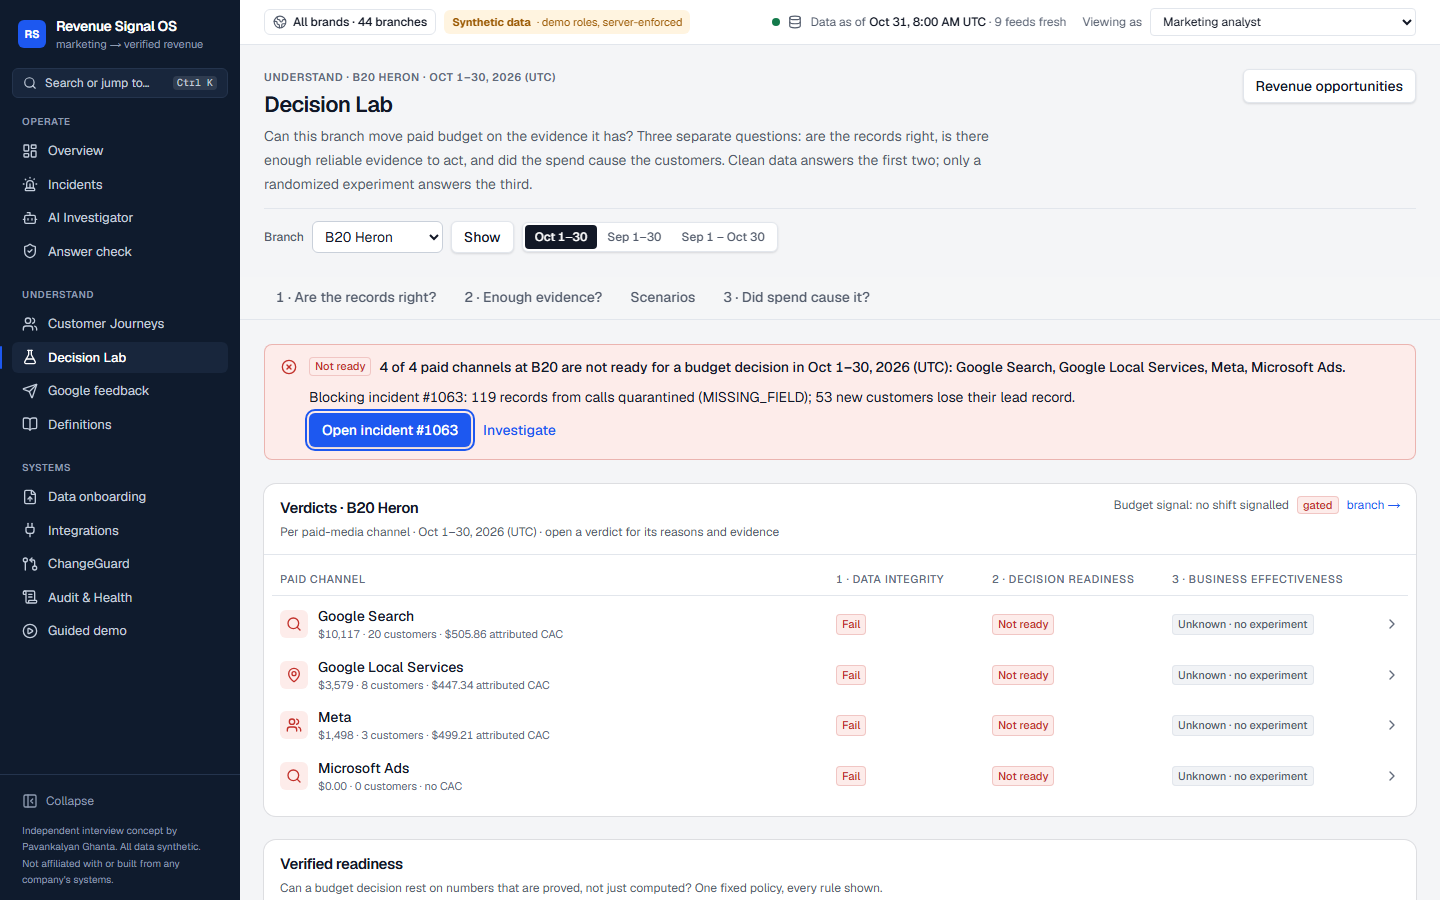 RS
Revenue Signal OS
marketing → verified revenue
Search or jump to... Ctrl K
OPERATE
Overview
Incidents
AI Investigator
Answer check
UNDERSTAND
Customer Journeys
Decision Lab
Google feedback
Definitions
SYSTEMS
Data onboarding
Integrations
ChangeGuard
Audit & Health
Guided demo
Collapse
Independent interview concept by
Pavankalyan Ghanta. All data synthetic.
Not affiliated with or built from any
company's systems.
All brands · 44 branches
Synthetic data · demo roles, server-enforced
Data as of Oct 31, 8:00 AM UTC · 9 feeds fresh
Viewing as
Marketing analyst
UNDERSTAND · B20 HERON · OCT 1–30, 2026 (UTC)
Decision Lab
Revenue opportunities
Can this branch move paid budget on the evidence it has? Three separate questions: are the records right, is there
enough reliable evidence to act, and did the spend cause the customers. Clean data answers the first two; only a
randomized experiment answers the third.
Branch B20 Heron Show Oct 1–30 Sep 1–30 Sep 1 – Oct 30
1 · Are the records right? 2 · Enough evidence? Scenarios 3 · Did spend cause it?
Not ready 4 of 4 paid channels at B20 are not ready for a budget decision in Oct 1–30, 2026 (UTC): Google Search, Google Local Services, Meta, Microsoft Ads.
Blocking incident #1063: 119 records from calls quarantined (MISSING_FIELD); 53 new customers lose their lead record.
Open incident #1063 Investigate
Verdicts · B20 Heron
Budget signal: no shift signalled gated branch →
Per paid-media channel · Oct 1–30, 2026 (UTC) · open a verdict for its reasons and evidence
PAID CHANNEL 1 · DATA INTEGRITY 2 · DECISION READINESS 3 · BUSINESS EFFECTIVENESS
Google Search
$10,117 · 20 customers · $505.86 attributed CAC
Fail Not ready Unknown · no experiment
Google Local Services
$3,579 · 8 customers · $447.34 attributed CAC
Fail Not ready Unknown · no experiment
Meta
$1,498 · 3 customers · $499.21 attributed CAC
Fail Not ready Unknown · no experiment
Microsoft Ads
$0.00 · 0 customers · no CAC
Fail Not ready Unknown · no experiment
Verified readiness
Can a budget decision rest on numbers that are proved, not just computed? One fixed policy, every rule shown.